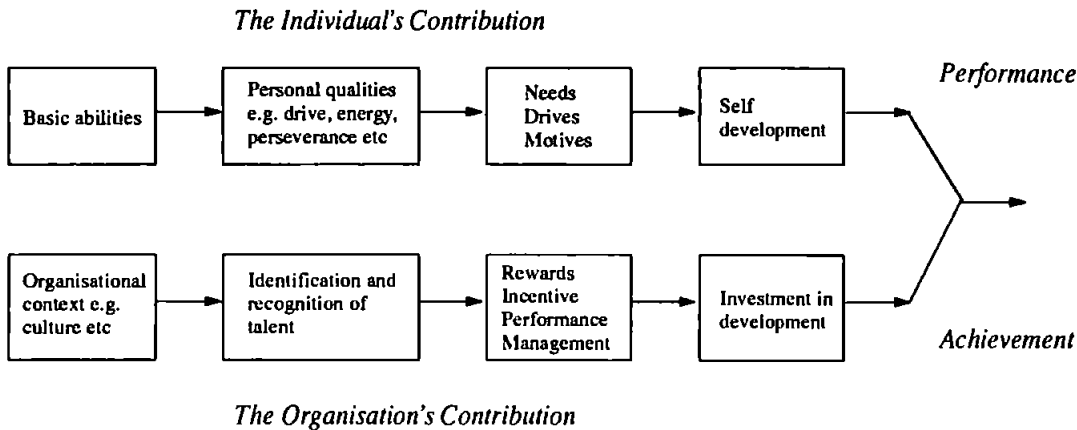 The Individual's Contribution
Performance
Basic abilities
Personal qualities
e.g. drive, energy,
perseverance etc
Needs
Drives
Motives
Self
development
Organisational
context e.g.
culture etc
Identification and
recognition of
talent
Rewards
Incentive
Performance
Management
Investment in
development
Achievement
The Organisation's Contribution